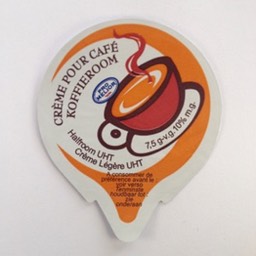 CRÈME POUR CAFÉ
KOFFIEROOM
7,5 g-v.g.10% m.g.
Halfroom UHT
Crème Légère UHT
A consommer de
préférence avant le
voir verso
Tenminste
houdbaar tot
zie
onderaan